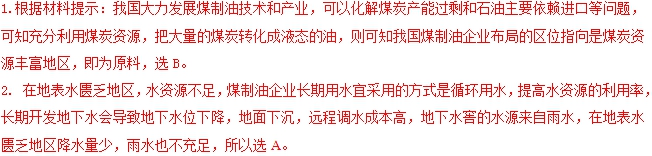 1.根据材料提示：我国大力发展煤制油技术和产业，可以化解煤炭产能过剩和石油主要依赖进口等问题，
可知充分利用煤炭资源，把大量的煤炭转化成液态的油，则可知我国煤制油企业布局的区位指向是煤炭资
源丰富地区，即为原料，选 B。
2. 在地表水匮乏地区，水资源不足，煤制油企业长期用水宜采用的方式是循环用水，提高水资源的利用率，
长期开发地下水会导致地下水位下降，地面下沉，远程调水成本高，地下水窖的水源来自雨水，在地表水
匮乏地区降水量少，雨水也不充足，所以选 A。